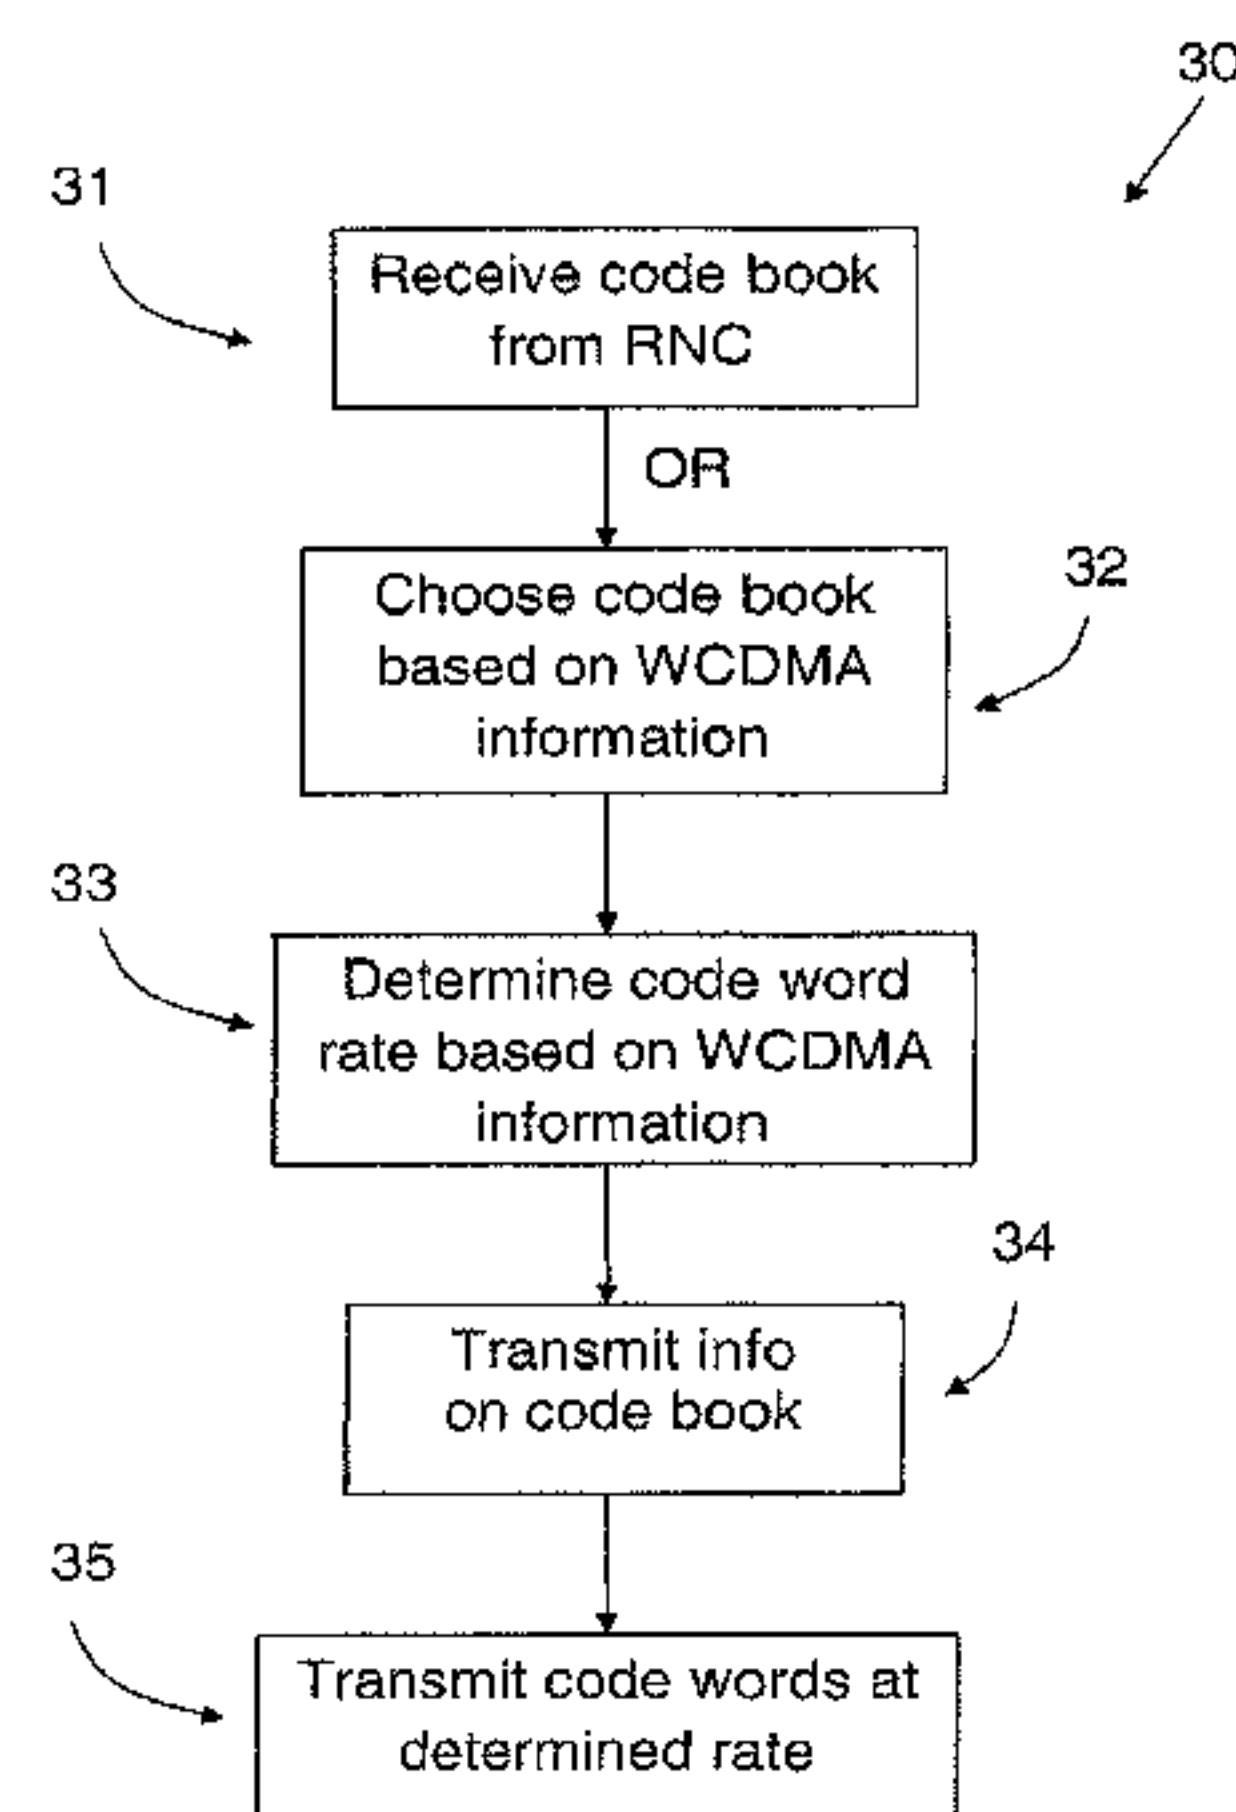 30
31
Receive code book
from RNC
OR
Choose code book
based on WCDMA
information
32
33
Determine code word
rate based on WCDMA
information
34
Transmit info
on code book
35
Transmit code words at
determined rate